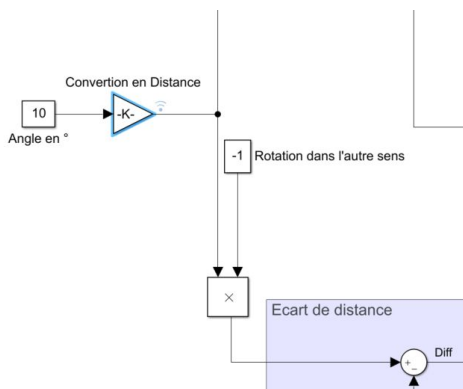 Convertion en Distance
10
-K-
Angle en °
-1
Rotation dans l'autre sens
×
Ecart de distance
+
−
Diff